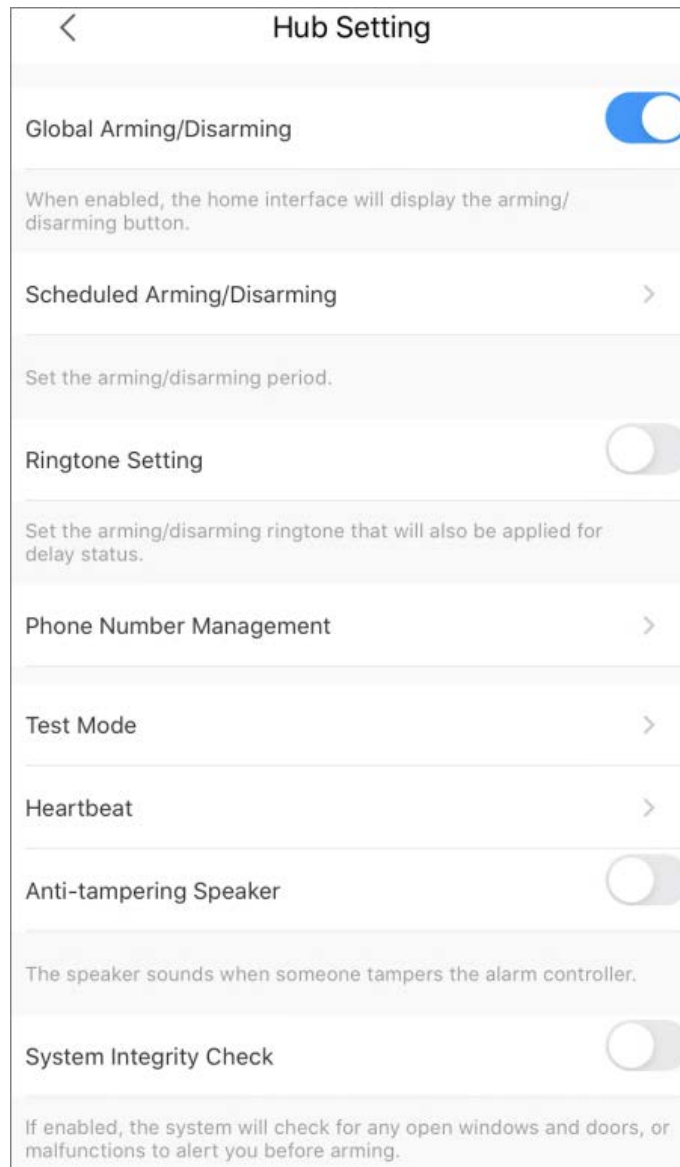 Hub Setting
Global Arming/Disarming
When enabled, the home interface will display the arming/
disarming button.
Scheduled Arming/Disarming
Set the arming/disarming period.
Ringtone Setting
Set the arming/disarming ringtone that will also be applied for
delay status.
Phone Number Management
Test Mode
Heartbeat
Anti-tampering Speaker
The speaker sounds when someone tampers the alarm controller.
System Integrity Check
If enabled, the system will check for any open windows and doors, or
malfunctions to alert you before arming.